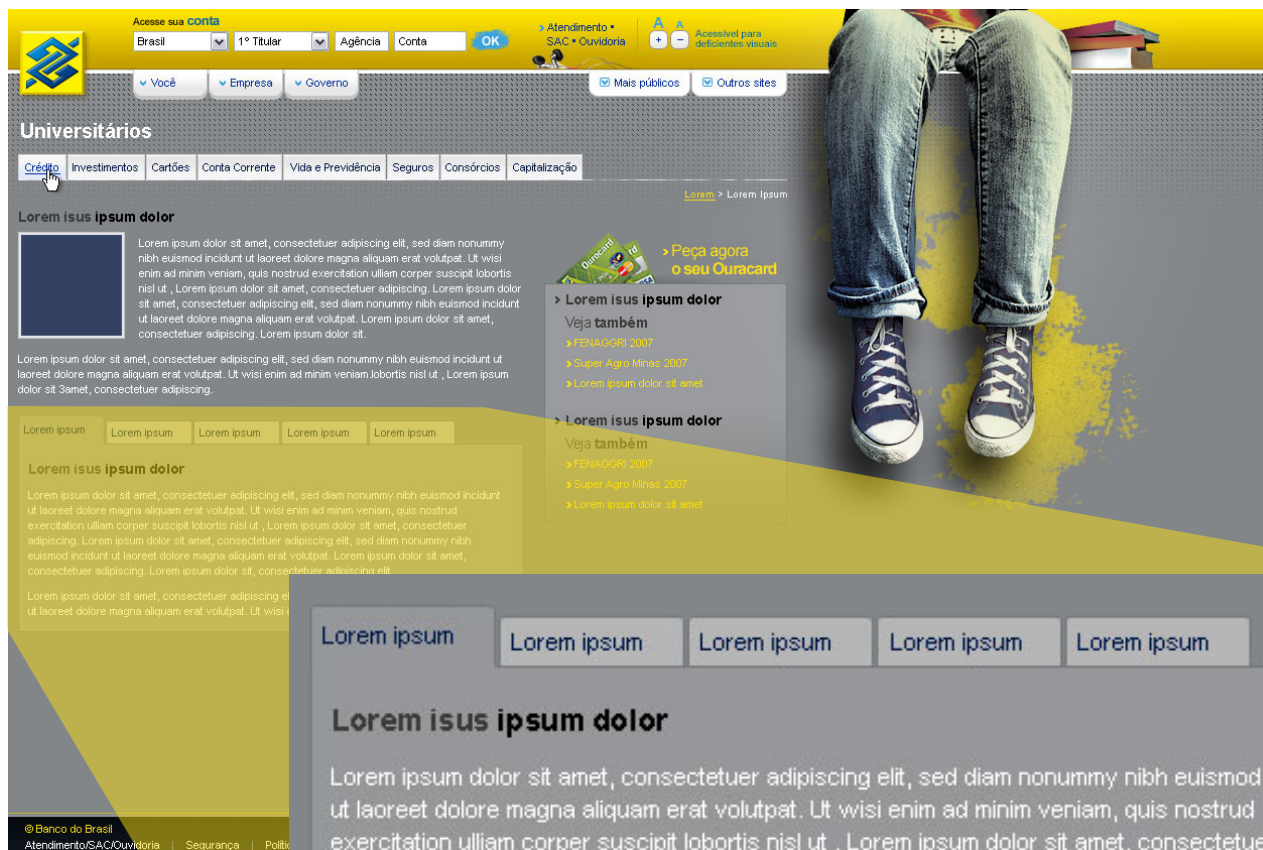 Acesse sua conta
Brasil 1º Titular Agência Conta OK
Atendimento •
SAC • Ouvidoria
A A
+ −
Acessível para
deficientes visuais
Você Empresa Governo
Mais públicos Outros sites
Universitários
Crédito Investimentos Cartões Conta Corrente Vida e Previdência Seguros Consórcios Capitalização
Lorem > Lorem Ipsum
Lorem isus ipsum dolor
Lorem ipsum dolor sit amet, consectetuer adipiscing elit, sed diam nonummy
nibh euismod incidunt ut laoreet dolore magna aliquam erat volutpat. Ut wisi
enim ad minim veniam, quis nostrud exercitation ulliam corper suscipit lobortis
nisl ut , Lorem ipsum dolor sit amet, consectetuer adipiscing. Lorem ipsum dolor
sit amet, consectetuer adipiscing elit, sed diam nonummy nibh euismod incidunt
ut laoreet dolore magna aliquam erat volutpat. Lorem ipsum dolor sit amet,
consectetuer adipiscing. Lorem ipsum dolor sit.
Lorem ipsum dolor sit amet, consectetuer adipiscing elit, sed diam nonummy nibh euismod incidunt ut
laoreet dolore magna aliquam erat volutpat. Ut wisi enim ad minim veniam.lobortis nisl ut , Lorem ipsum
dolor sit 3amet, consectetuer adipiscing.
Ourocard
rd
Peça agora
o seu Ouracard
> Lorem isus ipsum dolor
Veja também
FENAGGRI 2007
Super Agro Minas 2007
Lorem ipsum dolor sit amet
> Lorem isus ipsum dolor
Veja também
FENAGGRI 2007
Super Agro Minas 2007
Lorem ipsum dolor sit amet
Lorem ipsum Lorem ipsum Lorem ipsum Lorem ipsum Lorem ipsum
Lorem isus ipsum dolor
Lorem ipsum dolor sit amet, consectetuer adipiscing elit, sed diam nonummy nibh euismod incidunt
ut laoreet dolore magna aliquam erat volutpat. Ut wisi enim ad minim veniam, quis nostrud
exercitation ulliam corper suscipit lobortis nisl ut , Lorem ipsum dolor sit amet, consectetuer
adipiscing. Lorem ipsum dolor sit amet, consectetuer adipiscing elit, sed diam nonummy nibh
euismod incidunt ut laoreet dolore magna aliquam erat volutpat. Lorem ipsum dolor sit amet,
consectetuer adipiscing. Lorem ipsum dolor sit, consectetuer adipiscing elit
Lorem ipsum dolor sit amet, consectetuer adipiscing el
ut laoreet dolore magna aliquam erat volutpat. Ut wisi
Lorem ipsum Lorem ipsum Lorem ipsum Lorem ipsum Lorem ipsum
Lorem isus ipsum dolor
Lorem ipsum dolor sit amet, consectetuer adipiscing elit, sed diam nonummy nibh euismod
ut laoreet dolore magna aliquam erat volutpat. Ut wisi enim ad minim veniam, quis nostrud
exercitation ulliam corper suscipit lobortis nisl ut , Lorem ipsum dolor sit amet, consectetue
© Banco do Brasil
Atendimento/SAC/Ouvidoria | Segurança | Polític